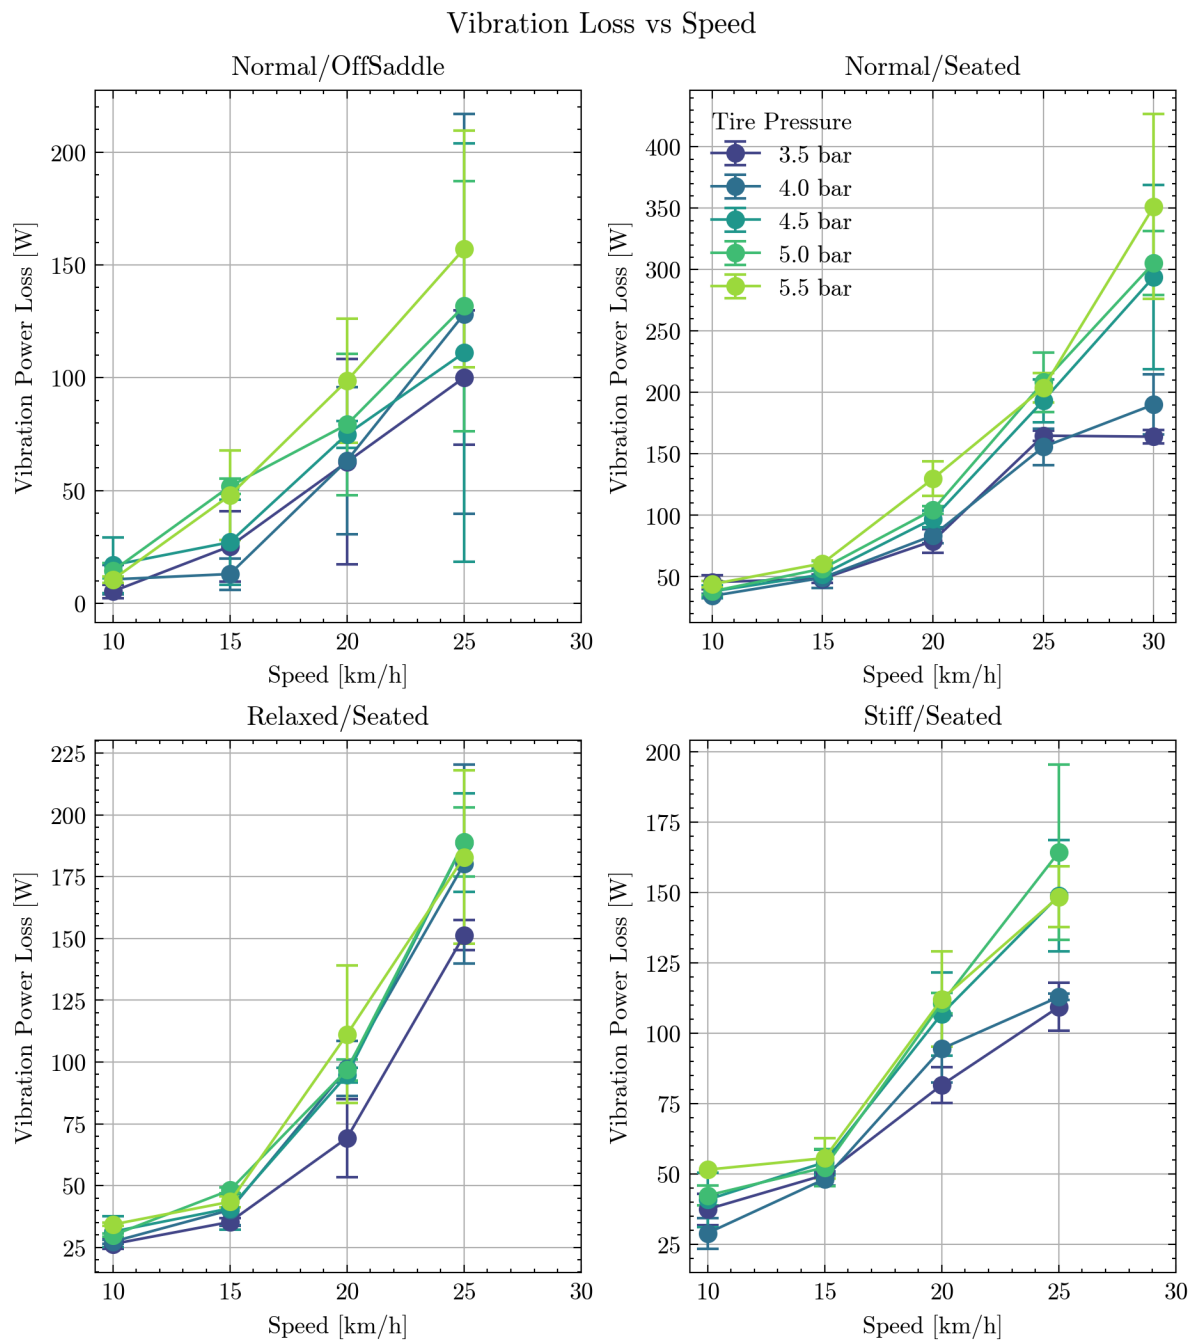 Vibration Loss vs Speed
Normal/OffSaddle
Vibration Power Loss [W]
200
150
100
50
0
10 15 20 25 30
Speed [km/h]
Normal/Seated
Tire Pressure
3.5 bar
4.0 bar
4.5 bar
5.0 bar
5.5 bar
Vibration Power Loss [W]
400
350
300
250
200
150
100
50
10 15 20 25 30
Speed [km/h]
Relaxed/Seated
Vibration Power Loss [W]
225
200
175
150
125
100
75
50
25
10 15 20 25 30
Speed [km/h]
Stiff/Seated
Vibration Power Loss [W]
200
175
150
125
100
75
50
25
10 15 20 25 30
Speed [km/h]